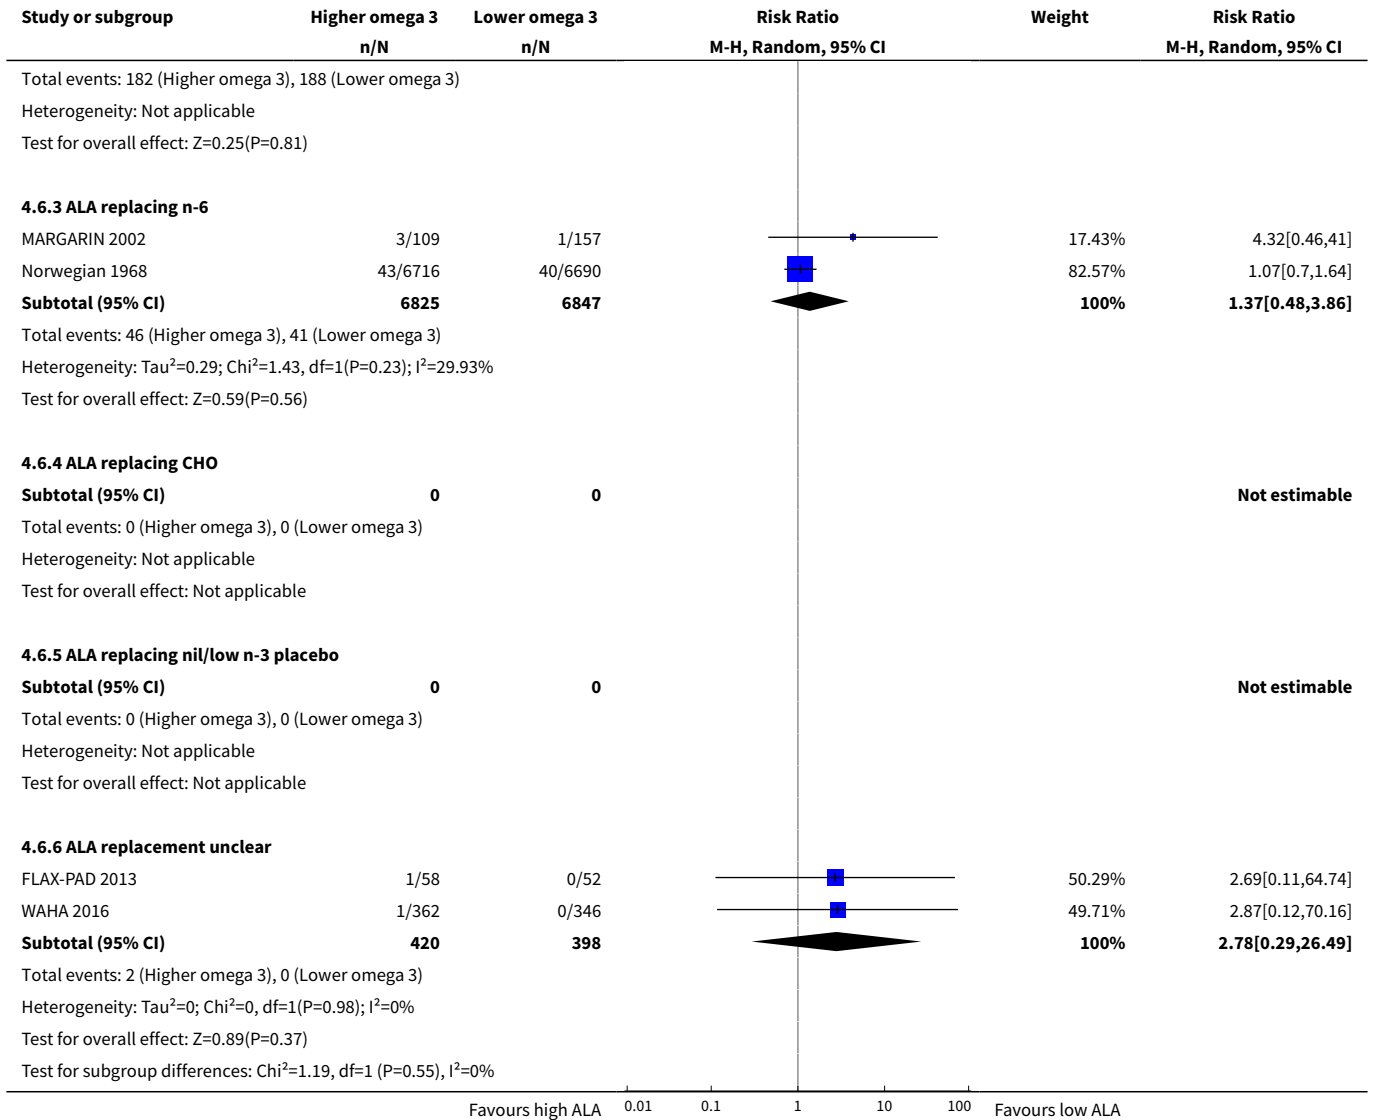 Study or subgroup Higher omega 3 Lower omega 3 Risk Ratio Weight Risk Ratio
n/N n/N M-H, Random, 95% CI M-H, Random, 95% CI
Total events: 182 (Higher omega 3), 188 (Lower omega 3)
Heterogeneity: Not applicable
Test for overall effect: Z=0.25(P=0.81)
4.6.3 ALA replacing n-6
MARGARIN 2002 3/109 1/157 17.43% 4.32[0.46,41]
Norwegian 1968 43/6716 40/6690 82.57% 1.07[0.7,1.64]
Subtotal (95% CI) 6825 6847 100% 1.37[0.48,3.86]
Total events: 46 (Higher omega 3), 41 (Lower omega 3)
Heterogeneity: Tau²=0.29; Chi²=1.43, df=1(P=0.23); I²=29.93%
Test for overall effect: Z=0.59(P=0.56)
4.6.4 ALA replacing CHO
Subtotal (95% CI) 0 0 Not estimable
Total events: 0 (Higher omega 3), 0 (Lower omega 3)
Heterogeneity: Not applicable
Test for overall effect: Not applicable
4.6.5 ALA replacing nil/low n-3 placebo
Subtotal (95% CI) 0 0 Not estimable
Total events: 0 (Higher omega 3), 0 (Lower omega 3)
Heterogeneity: Not applicable
Test for overall effect: Not applicable
4.6.6 ALA replacement unclear
FLAX-PAD 2013 1/58 0/52 50.29% 2.69[0.11,64.74]
WAHA 2016 1/362 0/346 49.71% 2.87[0.12,70.16]
Subtotal (95% CI) 420 398 100% 2.78[0.29,26.49]
Total events: 2 (Higher omega 3), 0 (Lower omega 3)
Heterogeneity: Tau²=0; Chi²=0, df=1(P=0.98); I²=0%
Test for overall effect: Z=0.89(P=0.37)
Test for subgroup differences: Chi²=1.19, df=1 (P=0.55), I²=0%
Favours high ALA 0.01 0.1 1 10 100 Favours low ALA